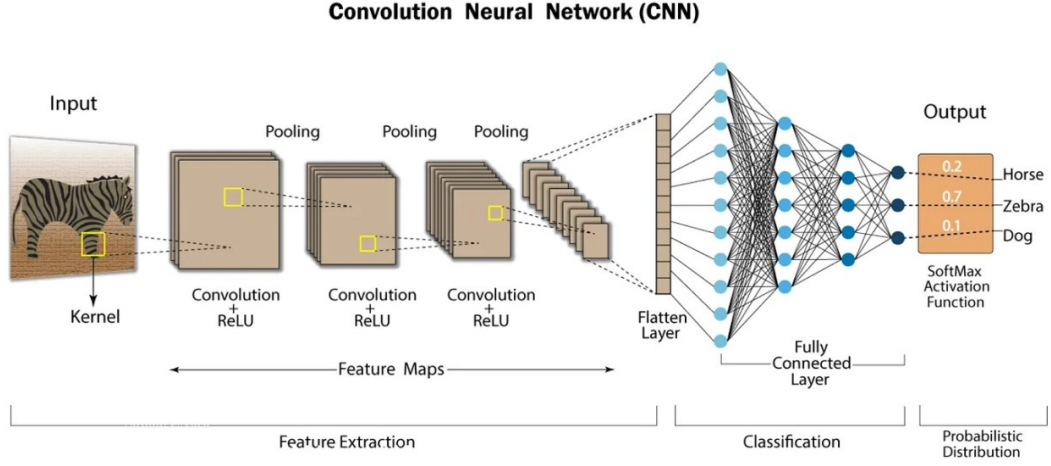 Convolution Neural Network (CNN)
Input
Pooling
Pooling
Pooling
Output
0.2
Horse
0.7
Zebra
0.1
Dog
Kernel
Convolution
+
ReLU
Convolution
+
ReLU
Convolution
+
ReLU
Flatten
Layer
SoftMax
Activation
Function
Fully
Connected
Layer
Feature Maps
Feature Extraction
Classification
Probabilistic
Distribution